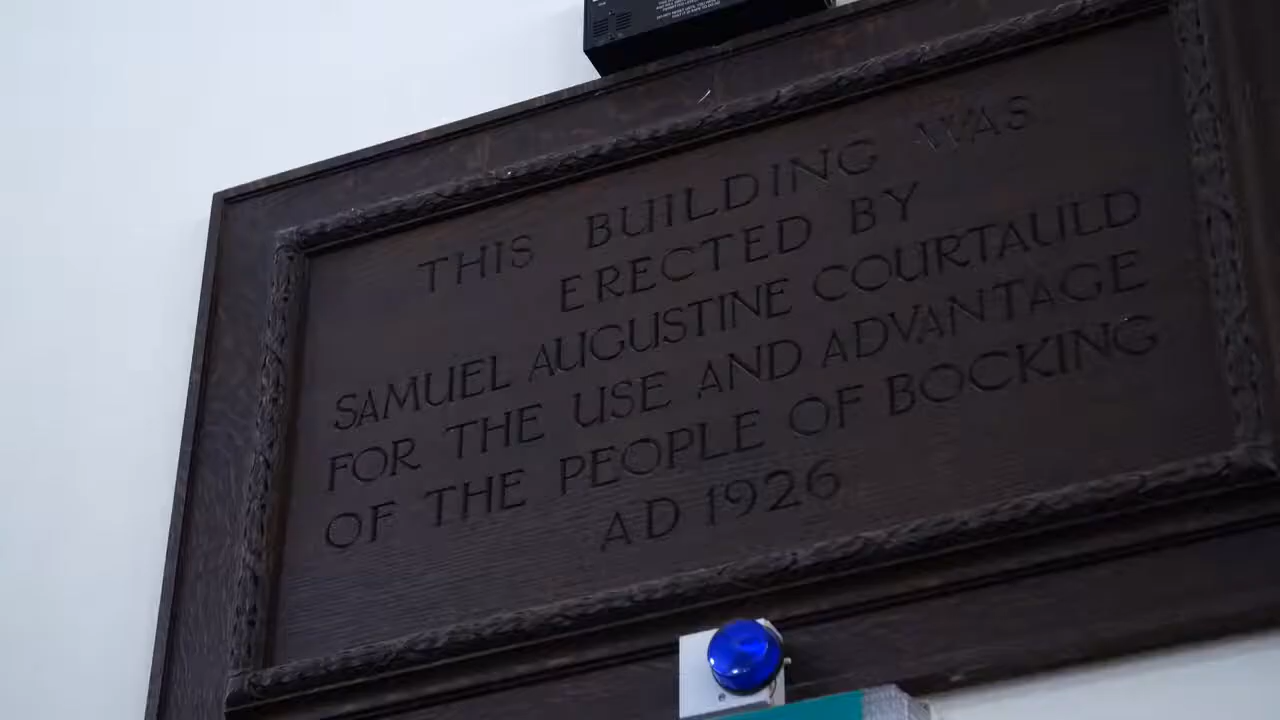 THIS BUILDING WAS
ERECTED BY
SAMUEL AUGUSTINE COURTAULD
FOR THE USE AND ADVANTAGE
OF THE PEOPLE OF BOCKING
AD 1926